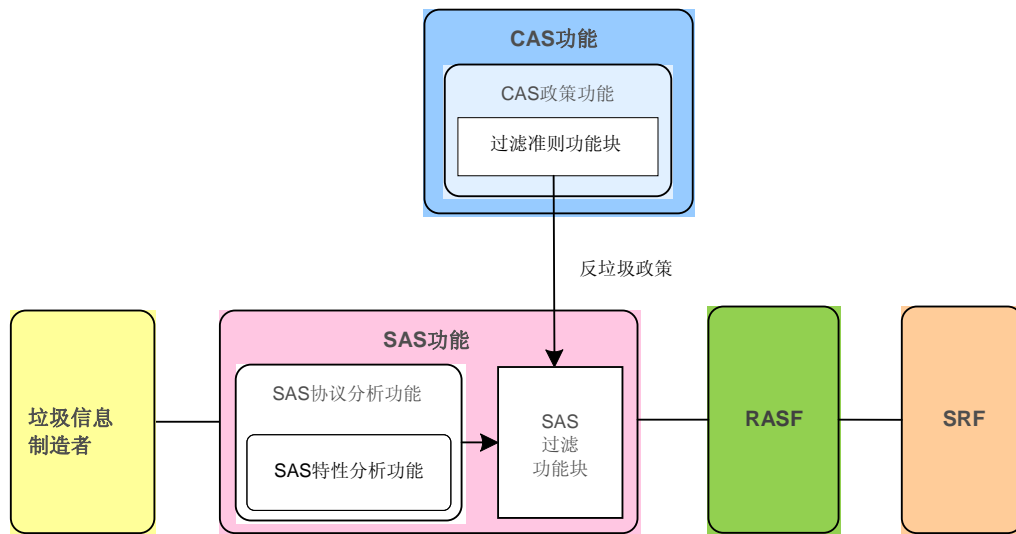 CAS功能
CAS政策功能
过滤准则功能块
反垃圾政策
垃圾信息
制造者
SAS功能
SAS协议分析功能
SAS特性分析功能
SAS
过滤
功能块
RASF
SRF